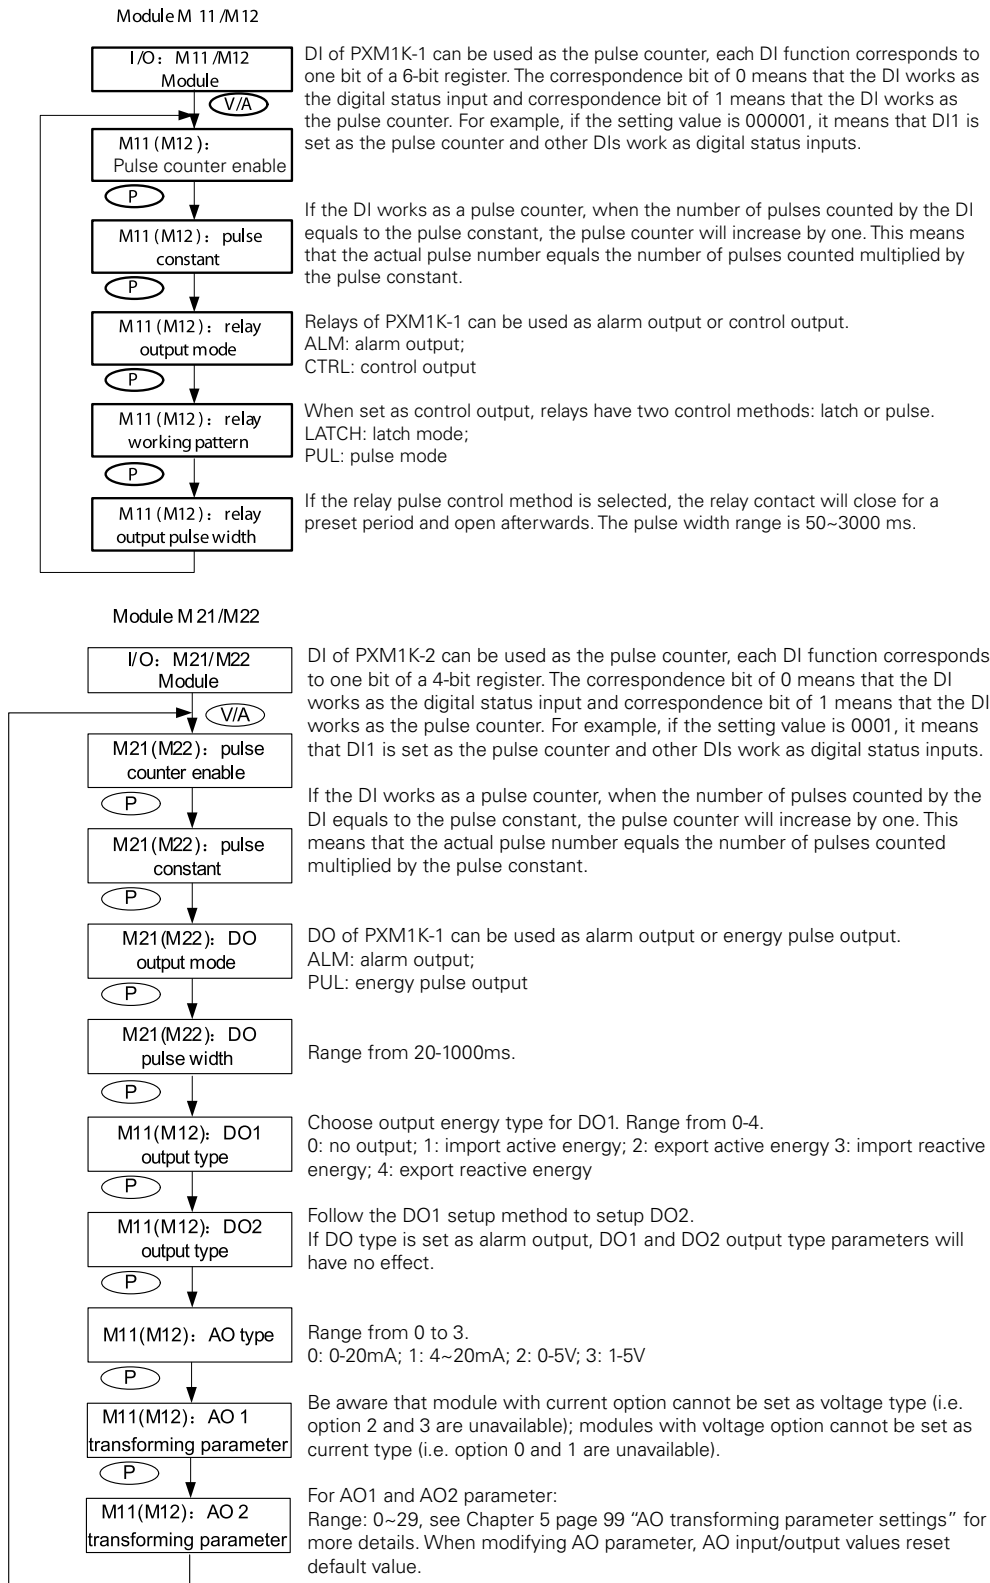 Module M 11/M12
I/O: M11/M12
Module
DI of PXM1K-1 can be used as the pulse counter, each DI function corresponds to
one bit of a 6-bit register. The correspondence bit of 0 means that the DI works as
the digital status input and correspondence bit of 1 means that the DI works as
the pulse counter. For example, if the setting value is 000001, it means that DI1 is
set as the pulse counter and other DIs work as digital status inputs.
V/A
M11(M12):
Pulse counter enable
P
M11(M12): pulse
constant
If the DI works as a pulse counter, when the number of pulses counted by the DI
equals to the pulse constant, the pulse counter will increase by one. This means
that the actual pulse number equals the number of pulses counted multiplied by
the pulse constant.
P
M11(M12): relay
output mode
Relays of PXM1K-1 can be used as alarm output or control output.
ALM: alarm output;
CTRL: control output
P
M11(M12): relay
working pattern
When set as control output, relays have two control methods: latch or pulse.
LATCH: latch mode;
PUL: pulse mode
P
M11(M12): relay
output pulse width
If the relay pulse control method is selected, the relay contact will close for a
preset period and open afterwards. The pulse width range is 50~3000 ms.
Module M 21/M22
I/O: M21/M22
Module
DI of PXM1K-2 can be used as the pulse counter, each DI function corresponds
to one bit of a 4-bit register. The correspondence bit of 0 means that the DI
works as the digital status input and correspondence bit of 1 means that the DI
works as the pulse counter. For example, if the setting value is 0001, it means
that DI1 is set as the pulse counter and other DIs work as digital status inputs.
V/A
M21(M22): pulse
counter enable
P
M21(M22): pulse
constant
If the DI works as a pulse counter, when the number of pulses counted by the
DI equals to the pulse constant, the pulse counter will increase by one. This
means that the actual pulse number equals the number of pulses counted
multiplied by the pulse constant.
P
M21(M22): DO
output mode
DO of PXM1K-1 can be used as alarm output or energy pulse output.
ALM: alarm output;
PUL: energy pulse output
P
M21(M22): DO
pulse width
Range from 20-1000ms.
P
M11(M12): DO1
output type
Choose output energy type for DO1. Range from 0-4.
0: no output; 1: import active energy; 2: export active energy 3: import reactive
energy; 4: export reactive energy
P
M11(M12): DO2
output type
Follow the DO1 setup method to setup DO2.
If DO type is set as alarm output, DO1 and DO2 output type parameters will
have no effect.
P
M11(M12): AO type
Range from 0 to 3.
0: 0-20mA; 1: 4~20mA; 2: 0-5V; 3: 1-5V
P
M11(M12): AO 1
transforming parameter
Be aware that module with current option cannot be set as voltage type (i.e.
option 2 and 3 are unavailable); modules with voltage option cannot be set as
current type (i.e. option 0 and 1 are unavailable).
P
M11(M12): AO 2
transforming parameter
For AO1 and AO2 parameter:
Range: 0~29, see Chapter 5 page 99 “AO transforming parameter settings” for
more details. When modifying AO parameter, AO input/output values reset
default value.